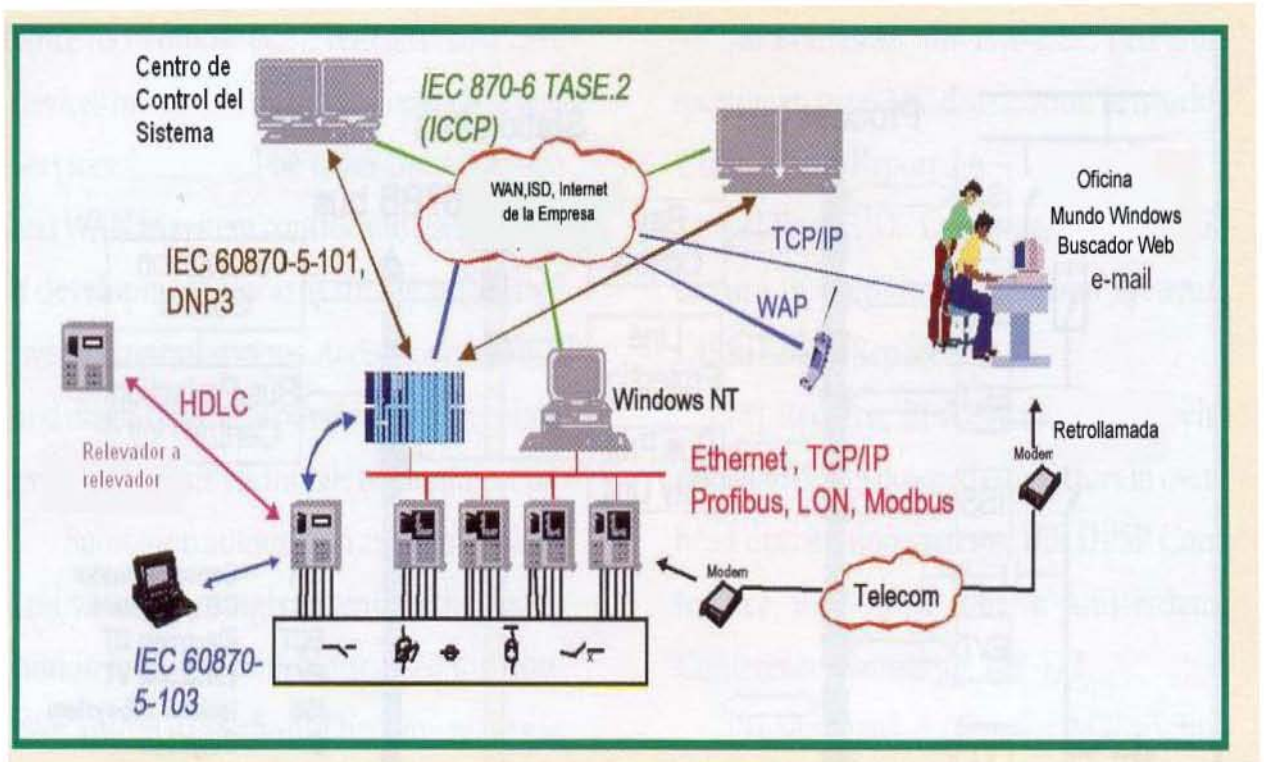 Centro de
Control del
Sistema
IEC 870-6 TASE.2
(ICCP)
WAN,ISD, Internet
de la Empresa
Oficina
Mundo Windows
Buscador Web
e-mail
TCP/IP
WAP
IEC 60870-5-101,
DNP3
HDLC
Windows NT
Relevador a
relevador
Ethernet , TCP/IP
Profibus, LON, Modbus
Retrollamada
Modem
Modem
Telecom
IEC 60870-
5-103